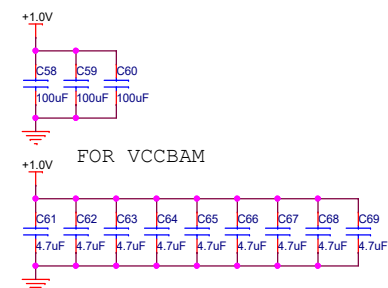 +1.0V
C58 C59 C60
100uF 100uF 100uF
FOR VCCBAM
+1.0V
C61 C62 C63 C64 C65 C66 C67 C68 C69
4.7uF 4.7uF 4.7uF 4.7uF 4.7uF 4.7uF 4.7uF 4.7uF 4.7uF